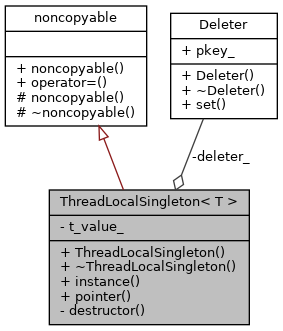 noncopyable
+ noncopyable()
+ operator=()
# noncopyable()
# ~noncopyable()
Deleter
+ pkey_
+ Deleter()
+ ~Deleter()
+ set()
-deleter_
ThreadLocalSingleton< T >
- t_value_
+ ThreadLocalSingleton()
+ ~ThreadLocalSingleton()
+ instance()
+ pointer()
- destructor()